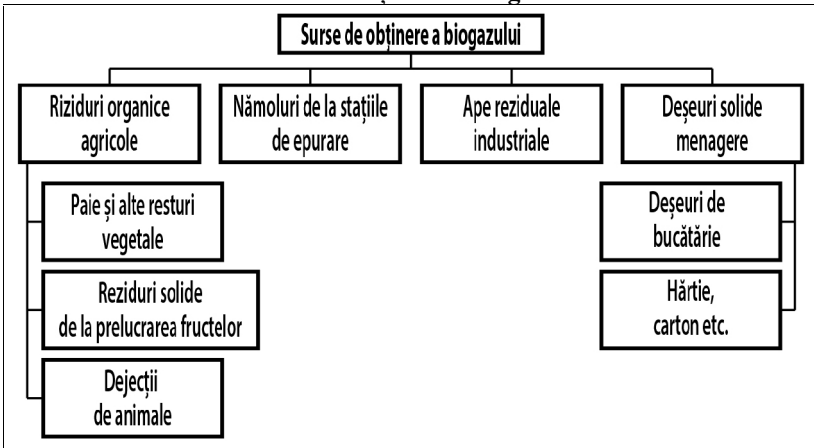 Surse de obținere a biogazului
Riziduri organice
agricole
Nămoluri de la stațiile
de epurare
Ape reziduale
industriale
Deșeuri solide
menagere
Paie și alte resturi
vegetale
Reziduri solide
de la prelucrarea fructelor
Dejecții
de animale
Deșeuri de
bucătărie
Hărtie,
carton etc.